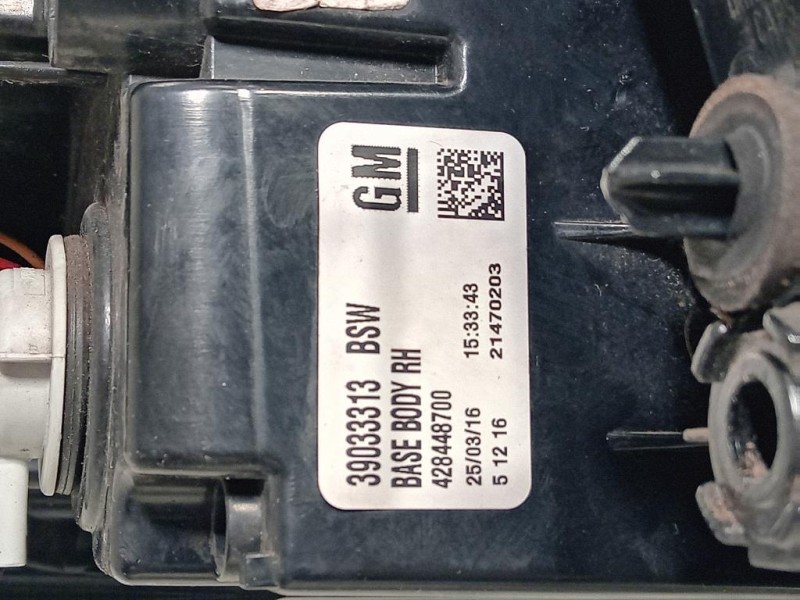 GM
39033313 BSW
BASE BODY RH
428448700
25/03/16 15:33:43
5 12 16 21470203